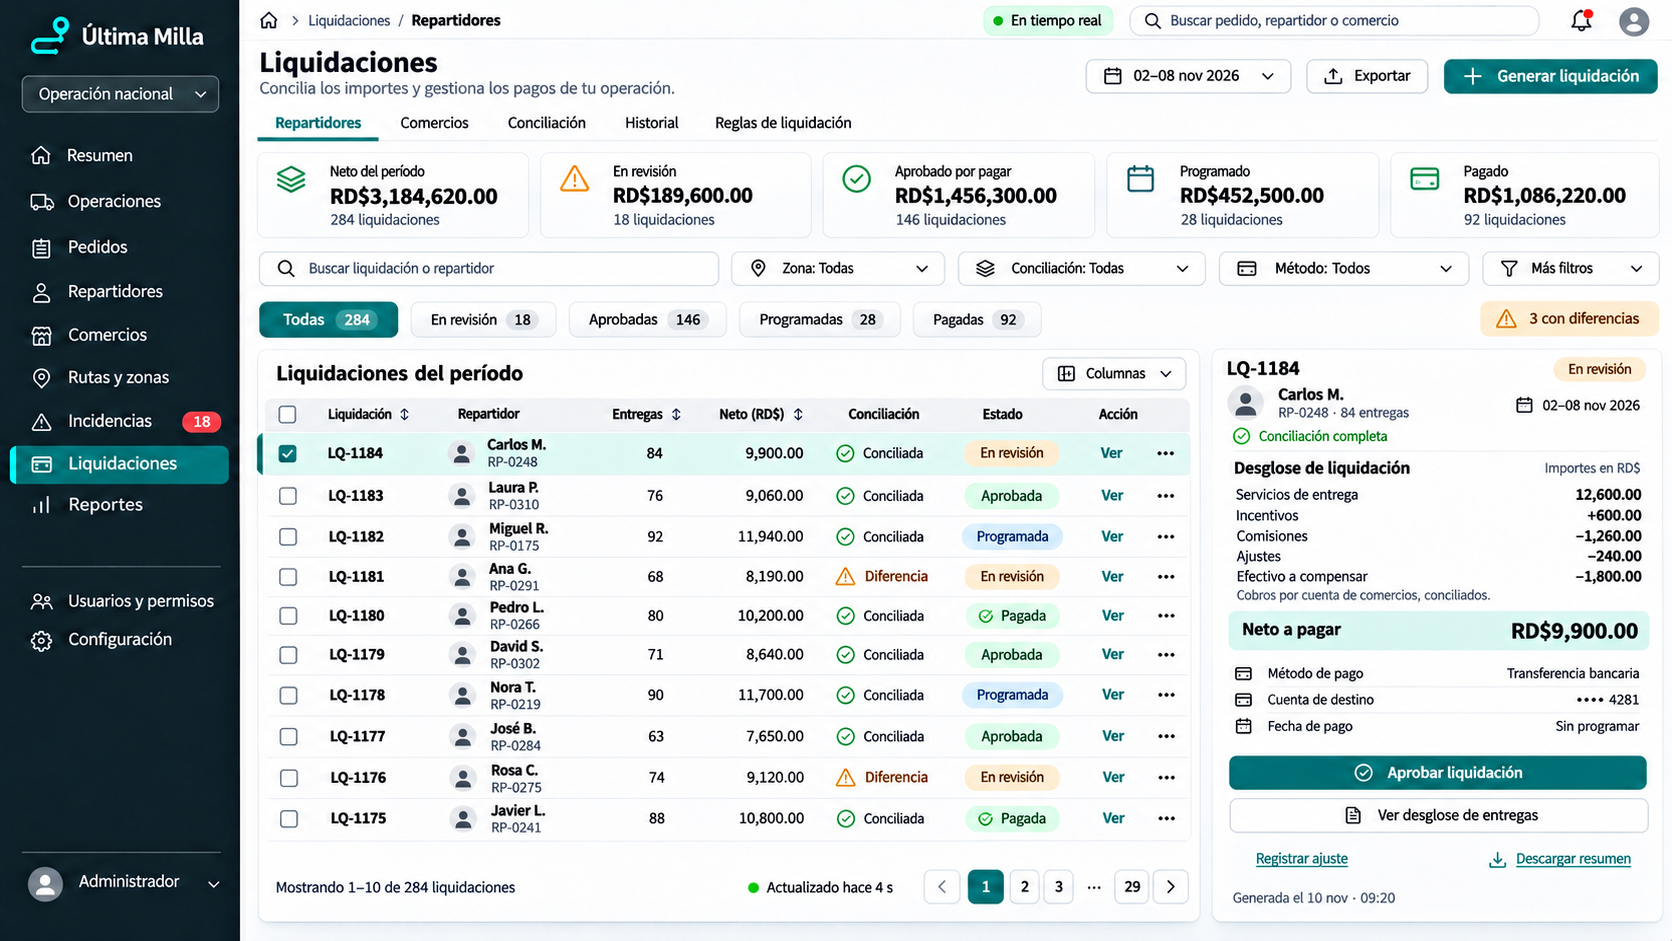 Última Milla
Operación nacional
Resumen
Operaciones
Pedidos
Repartidores
Comercios
Rutas y zonas
Incidencias 18
Liquidaciones
Reportes
Usuarios y permisos
Configuración
Administrador
Liquidaciones / Repartidores
En tiempo real
Buscar pedido, repartidor o comercio
Liquidaciones
Concilia los importes y gestiona los pagos de tu operación.
02–08 nov 2026
Exportar
+ Generar liquidación
Repartidores Comercios Conciliación Historial Reglas de liquidación
Neto del período
RD$3,184,620.00
284 liquidaciones
En revisión
RD$189,600.00
18 liquidaciones
Aprobado por pagar
RD$1,456,300.00
146 liquidaciones
Programado
RD$452,500.00
28 liquidaciones
Pagado
RD$1,086,220.00
92 liquidaciones
Buscar liquidación o repartidor
Zona: Todas
Conciliación: Todas
Método: Todos
Más filtros
Todas 284
En revisión 18
Aprobadas 146
Programadas 28
Pagadas 92
3 con diferencias
Liquidaciones del período
Columnas
Liquidación Repartidor Entregas Neto (RD$) Conciliación Estado Acción
LQ-1184 Carlos M. 84 9,900.00 Conciliada En revisión Ver •••
RP-0248
LQ-1183 Laura P. 76 9,060.00 Conciliada Aprobada Ver •••
RP-0310
LQ-1182 Miguel R. 92 11,940.00 Conciliada Programada Ver •••
RP-0175
LQ-1181 Ana G. 68 8,190.00 Diferencia En revisión Ver •••
RP-0291
LQ-1180 Pedro L. 80 10,200.00 Conciliada Pagada Ver •••
RP-0266
LQ-1179 David S. 71 8,640.00 Conciliada Aprobada Ver •••
RP-0302
LQ-1178 Nora T. 90 11,700.00 Conciliada Programada Ver •••
RP-0219
LQ-1177 José B. 63 7,650.00 Conciliada Aprobada Ver •••
RP-0284
LQ-1176 Rosa C. 74 9,120.00 Diferencia En revisión Ver •••
RP-0275
LQ-1175 Javier L. 88 10,800.00 Conciliada Pagada Ver •••
RP-0241
Mostrando 1–10 de 284 liquidaciones
Actualizado hace 4 s
1 2 3 ··· 29
LQ-1184
En revisión
Carlos M.
RP-0248 · 84 entregas
02–08 nov 2026
Conciliación completa
Desglose de liquidación Importes en RD$
Servicios de entrega 12,600.00
Incentivos +600.00
Comisiones −1,260.00
Ajustes −240.00
Efectivo a compensar −1,800.00
Cobros por cuenta de comercios, conciliados.
Neto a pagar RD$9,900.00
Método de pago Transferencia bancaria
Cuenta de destino •••• 4281
Fecha de pago Sin programar
Aprobar liquidación
Ver desglose de entregas
Registrar ajuste
Descargar resumen
Generada el 10 nov · 09:20